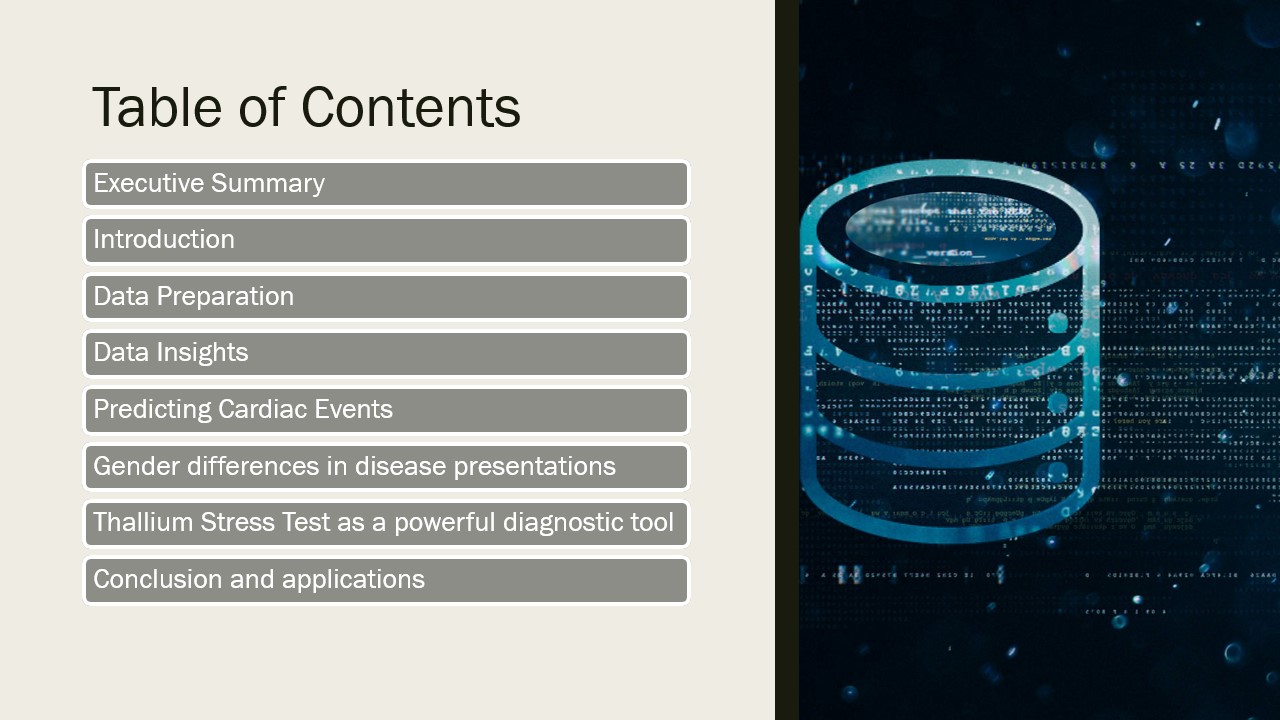 Table of Contents
Executive Summary
Introduction
Data Preparation
Data Insights
Predicting Cardiac Events
Gender differences in disease presentations
Thallium Stress Test as a powerful diagnostic tool
Conclusion and applications
__version__